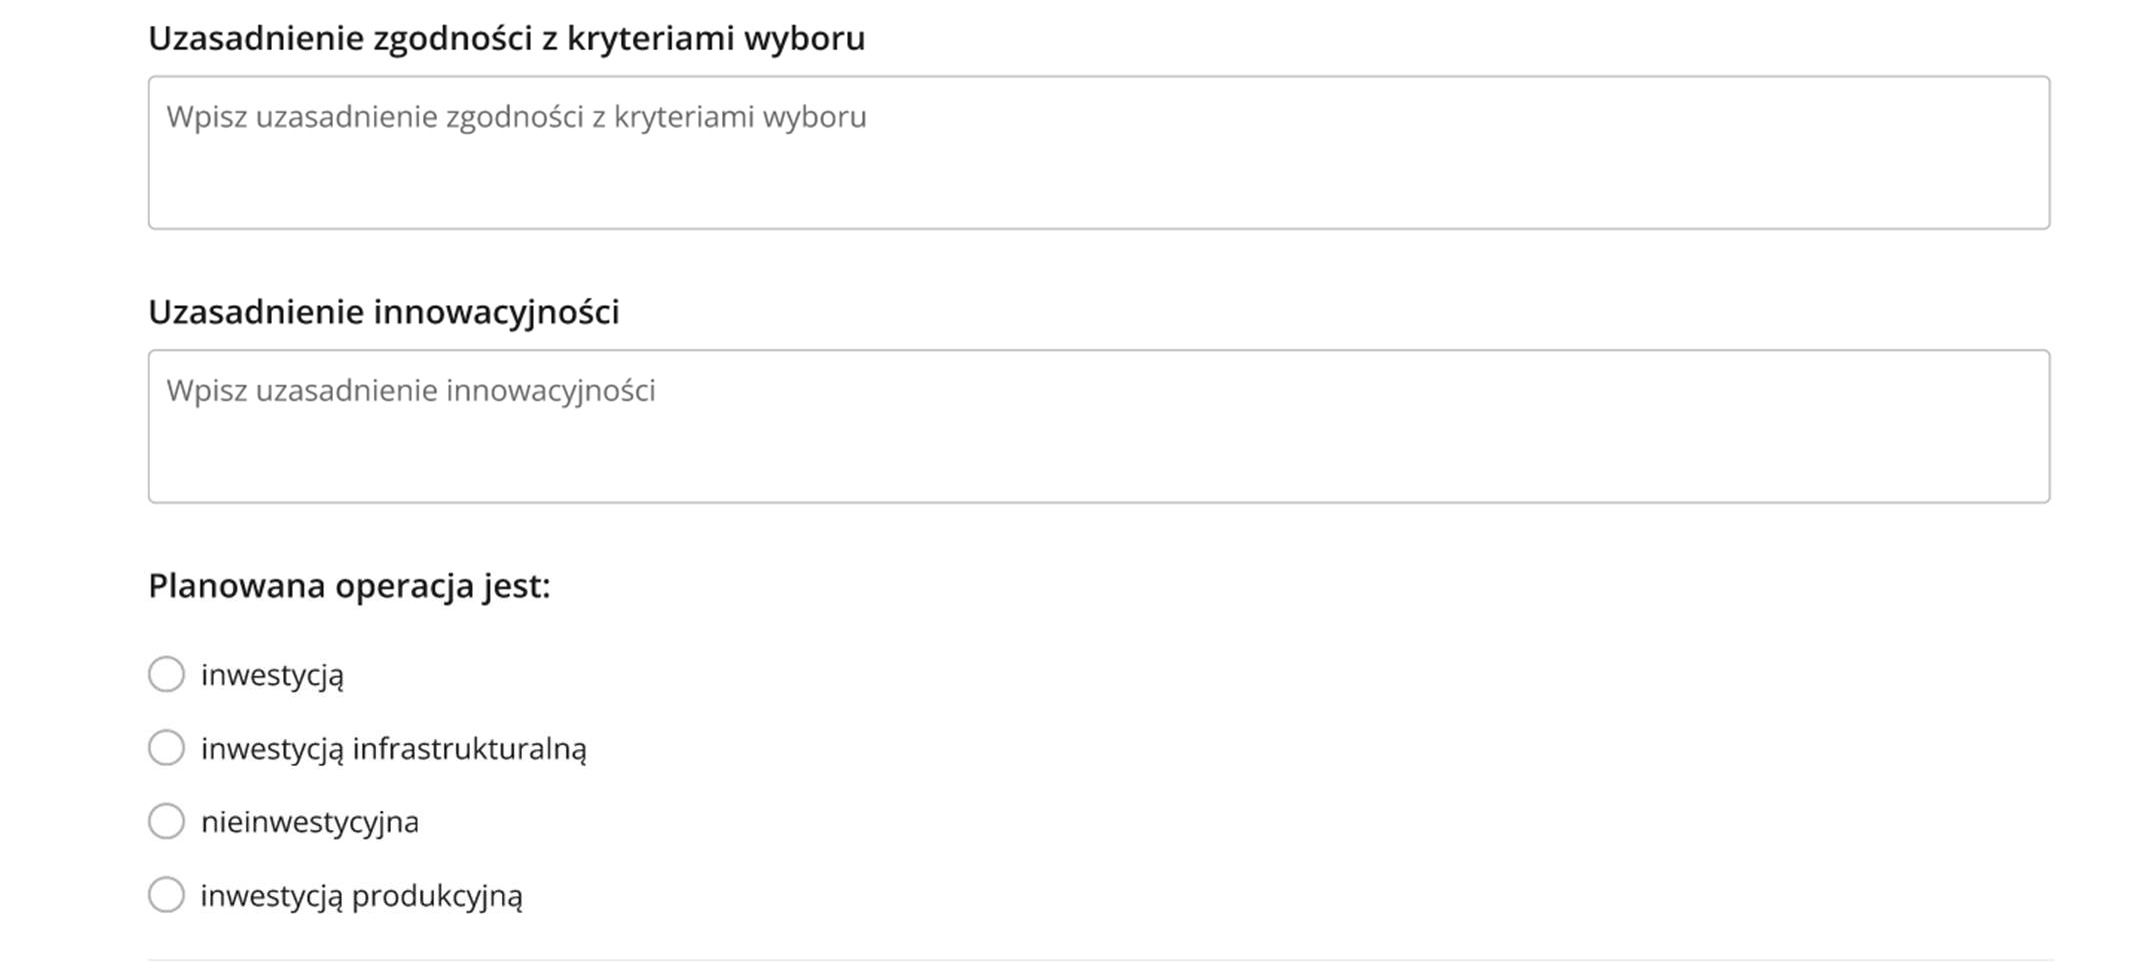 Uzasadnienie zgodności z kryteriami wyboru
Wpisz uzasadnienie zgodności z kryteriami wyboru
Uzasadnienie innowacyjności
Wpisz uzasadnienie innowacyjności
Planowana operacja jest:
inwestycją
inwestycją infrastrukturalną
nieinwestycyjna
inwestycją produkcyjną